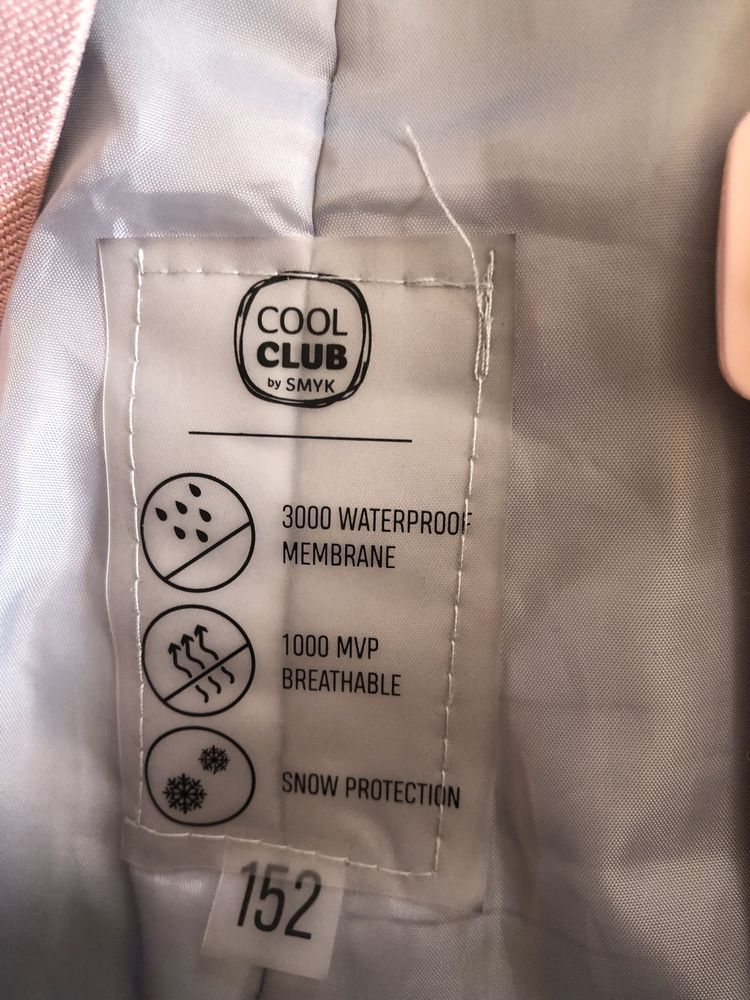 COOL
CLUB
by SMYK
3000 WATERPROOF
MEMBRANE
1000 MVP
BREATHABLE
SNOW PROTECTION
152